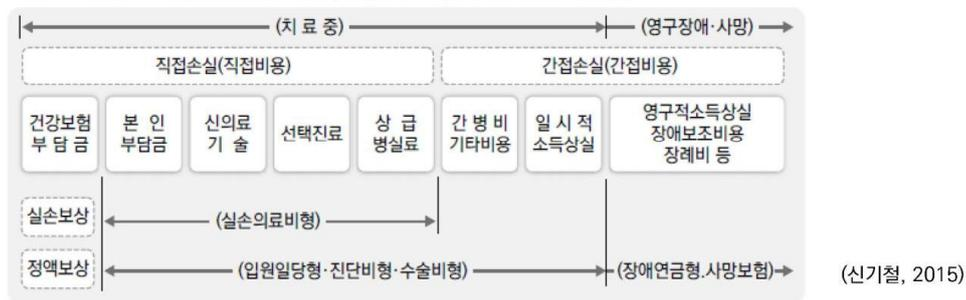 (치료 중)
(영구장애·사망)
직접손실(직접비용)
간접손실(간접비용)
건강보험
부 담 금
본 인
부담금
신의료
기 술
선택진료
상 급
병실료
간 병 비
기타비용
일 시 적
소득상실
영구적소득상실
장애보조비용
장례비 등
실손보상
(실손의료비형)
정액보상
(입원일당형·진단비형·수술비형)
(장애연금형.사망보험)
(신기철, 2015)